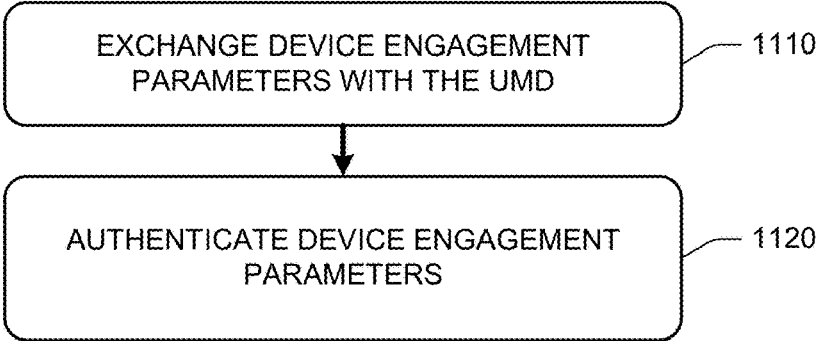 EXCHANGE DEVICE ENGAGEMENT
PARAMETERS WITH THE UMD
1110
AUTHENTICATE DEVICE ENGAGEMENT
PARAMETERS
1120